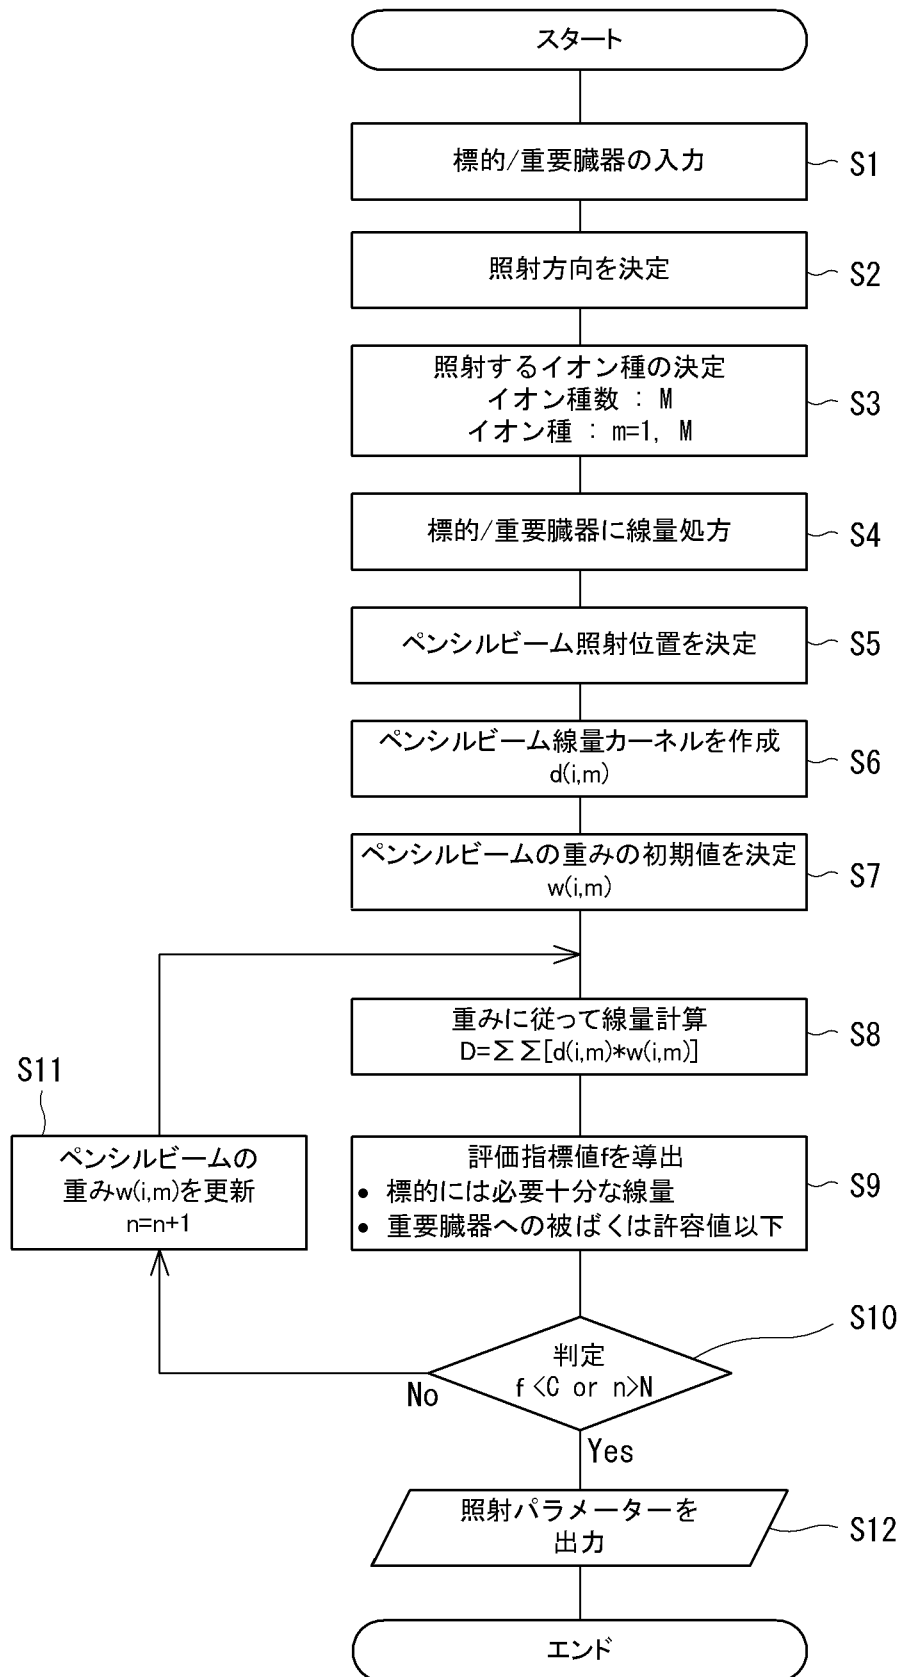 スタート
標的/重要臓器の入力
S1
照射方向を決定
S2
照射するイオン種の決定
イオン種数 : M
イオン種 : m=1, M
S3
標的/重要臓器に線量処方
S4
ペンシルビーム照射位置を決定
S5
ペンシルビーム線量カーネルを作成
d(i,m)
S6
ペンシルビームの重みの初期値を決定
w(i,m)
S7
重みに従って線量計算
D=ΣΣ[d(i,m)*w(i,m)]
S8
S11
ペンシルビームの
重みw(i,m)を更新
n=n+1
評価指標値fを導出
• 標的には必要十分な線量
• 重要臓器への被ばくは許容値以下
S9
S10
判定
f <C or n>N
No
Yes
照射パラメーターを
出力
S12
エンド